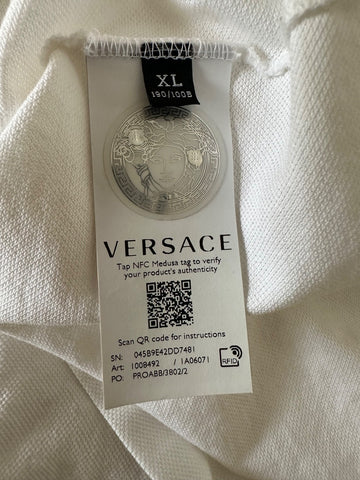 XL
190/100B
VERSACE
Tap NFC Medusa tag to verify
your product's authenticity
Scan QR code for instructions
SN: 045B9E42DD7481
Art: 1008492 / 1A06071
PO: PROABB/3802/2
RFID